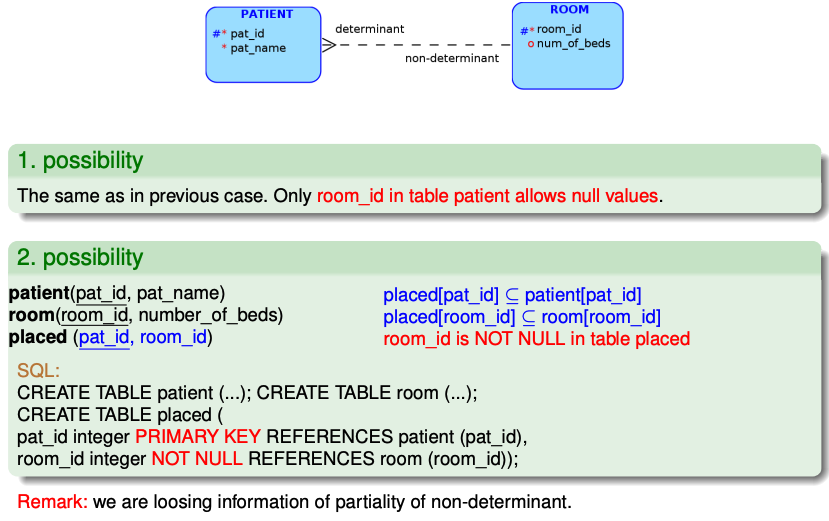 PATIENT
#* pat_id
* pat_name
determinant
non-determinant
ROOM
#* room_id
o num_of_beds
1. possibility
The same as in previous case. Only room_id in table patient allows null values.
2. possibility
patient(pat_id, pat_name)
room(room_id, number_of_beds)
placed (pat_id, room_id)
placed[pat_id] ⊆ patient[pat_id]
placed[room_id] ⊆ room[room_id]
room_id is NOT NULL in table placed
SQL:
CREATE TABLE patient (...); CREATE TABLE room (...);
CREATE TABLE placed (
pat_id integer PRIMARY KEY REFERENCES patient (pat_id),
room_id integer NOT NULL REFERENCES room (room_id));
Remark: we are loosing information of partiality of non-determinant.